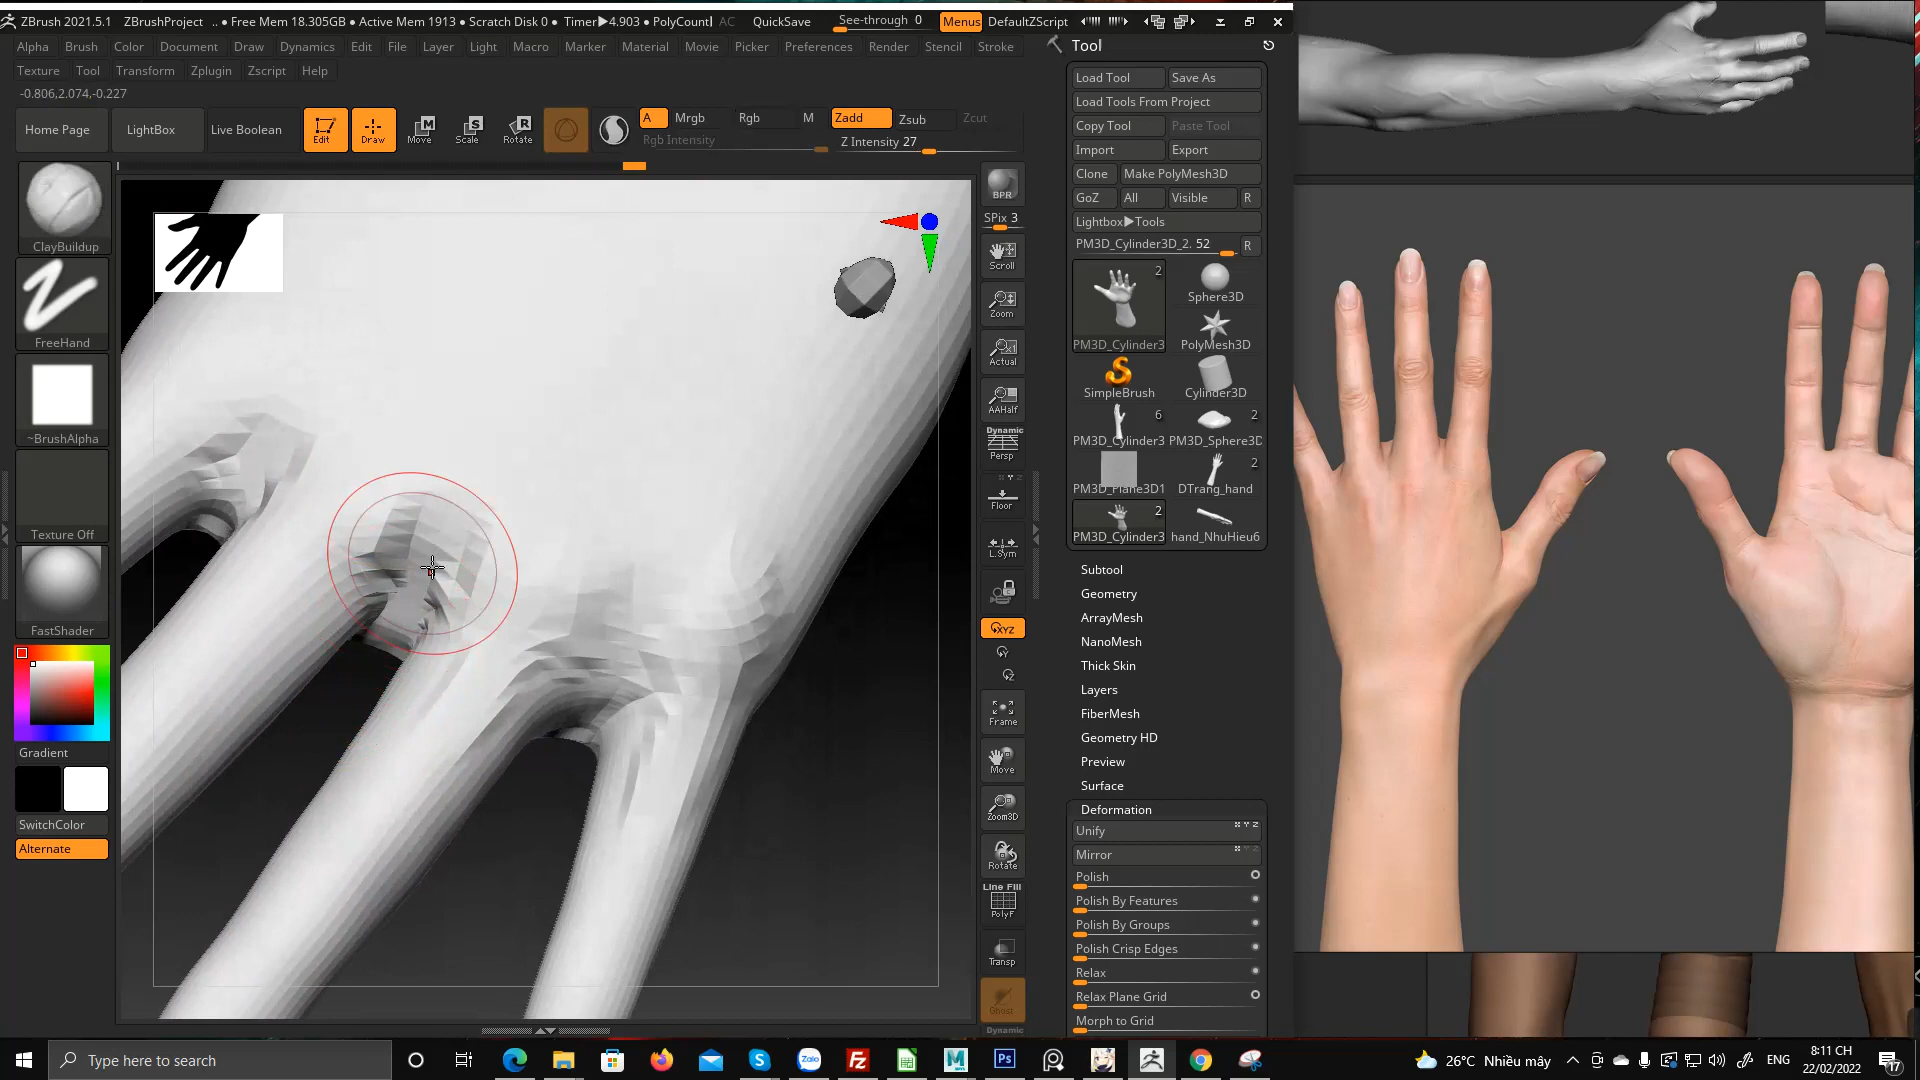 ZBrush 2021.5.1 ZBrushProject .. • Free Mem 18.305GB • Active Mem 1913 • Scratch Disk 0 • Timer▶4.903 • PolyCount AC QuickSave See-through 0 Menus DefaultZScript
Alpha Brush Color Document Draw Dynamics Edit File Layer Light Macro Marker Material Movie Picker Preferences Render Stencil Stroke
Texture Tool Transform Zplugin Zscript Help
-0.806,2.074,-0.227
Home Page LightBox Live Boolean Edit Draw Move Scale Rotate A Mrgb Rgb M Zadd Zsub Zcut
Rgb Intensity Z Intensity 27
ClayBuildup
FreeHand
~BrushAlpha
Texture Off
FastShader
Gradient
SwitchColor
Alternate
BPR
SPix 3
Scroll
Zoom
Actual
AAHalf
Dynamic
Persp
Floor
L.Sym
XYZ
Frame
Move
Zoom3D
Rotate
Line Fill
PolyF
Transp
Ghost
Dynamic
Tool
Load Tool Save As
Load Tools From Project
Copy Tool Paste Tool
Import Export
Clone Make PolyMesh3D
GoZ All Visible R
Lightbox▶Tools
PM3D_Cylinder3D_2. 52 R
2
Sphere3D
PM3D_Cylinder3 PolyMesh3D
SimpleBrush Cylinder3D
6 2
PM3D_Cylinder3 PM3D_Sphere3D
2
PM3D_Plane3D1 DTrang_hand
2
PM3D_Cylinder3 hand_NhuHieu6
Subtool
Geometry
ArrayMesh
NanoMesh
Thick Skin
Layers
FiberMesh
Geometry HD
Preview
Surface
Deformation
Unify
Mirror
Polish
Polish By Features
Polish By Groups
Polish Crisp Edges
Relax
Relax Plane Grid
Morph to Grid
Type here to search
26°C Nhiều mây
ENG
8:11 CH
22/02/2022
17